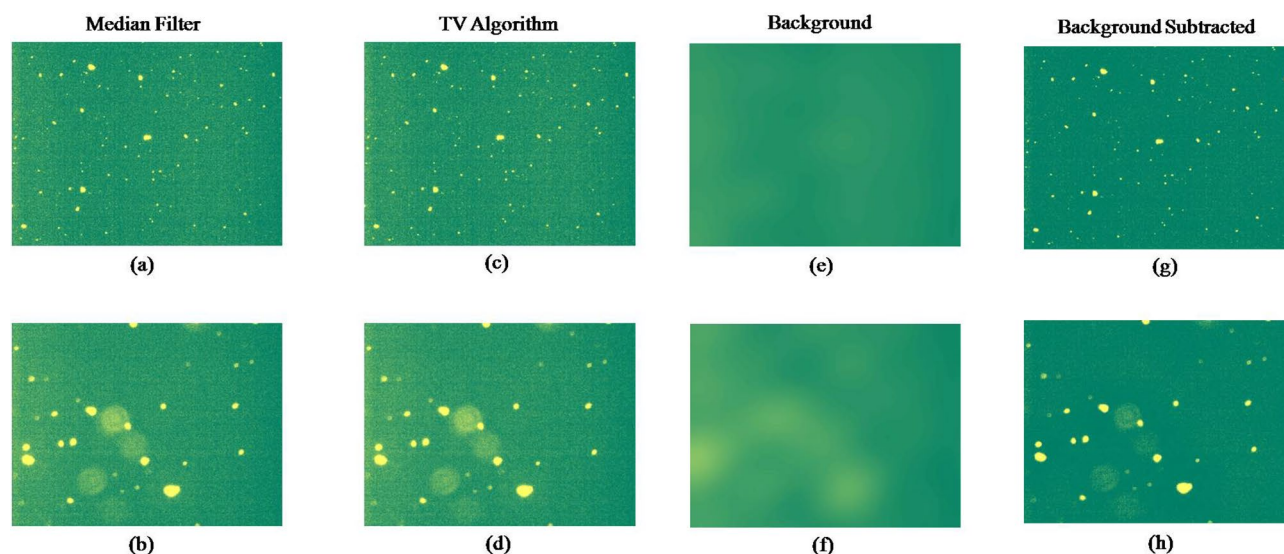 Median Filter
TV Algorithm
Background
Background Subtracted
(a)
(c)
(e)
(g)
(b)
(d)
(f)
(h)